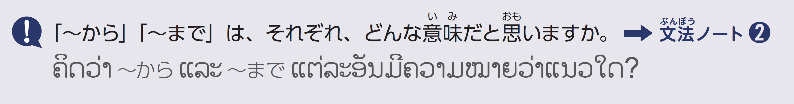 ! 「～から」「～まで」は、それぞれ、どんな意味だと思いますか。 ➡ 文法ノート❷
ຄິດວ່າ ～から ແລະ ～まで ແຕ່ລະອັນມີຄວາມໝາຍວ່າແນວໃດ?